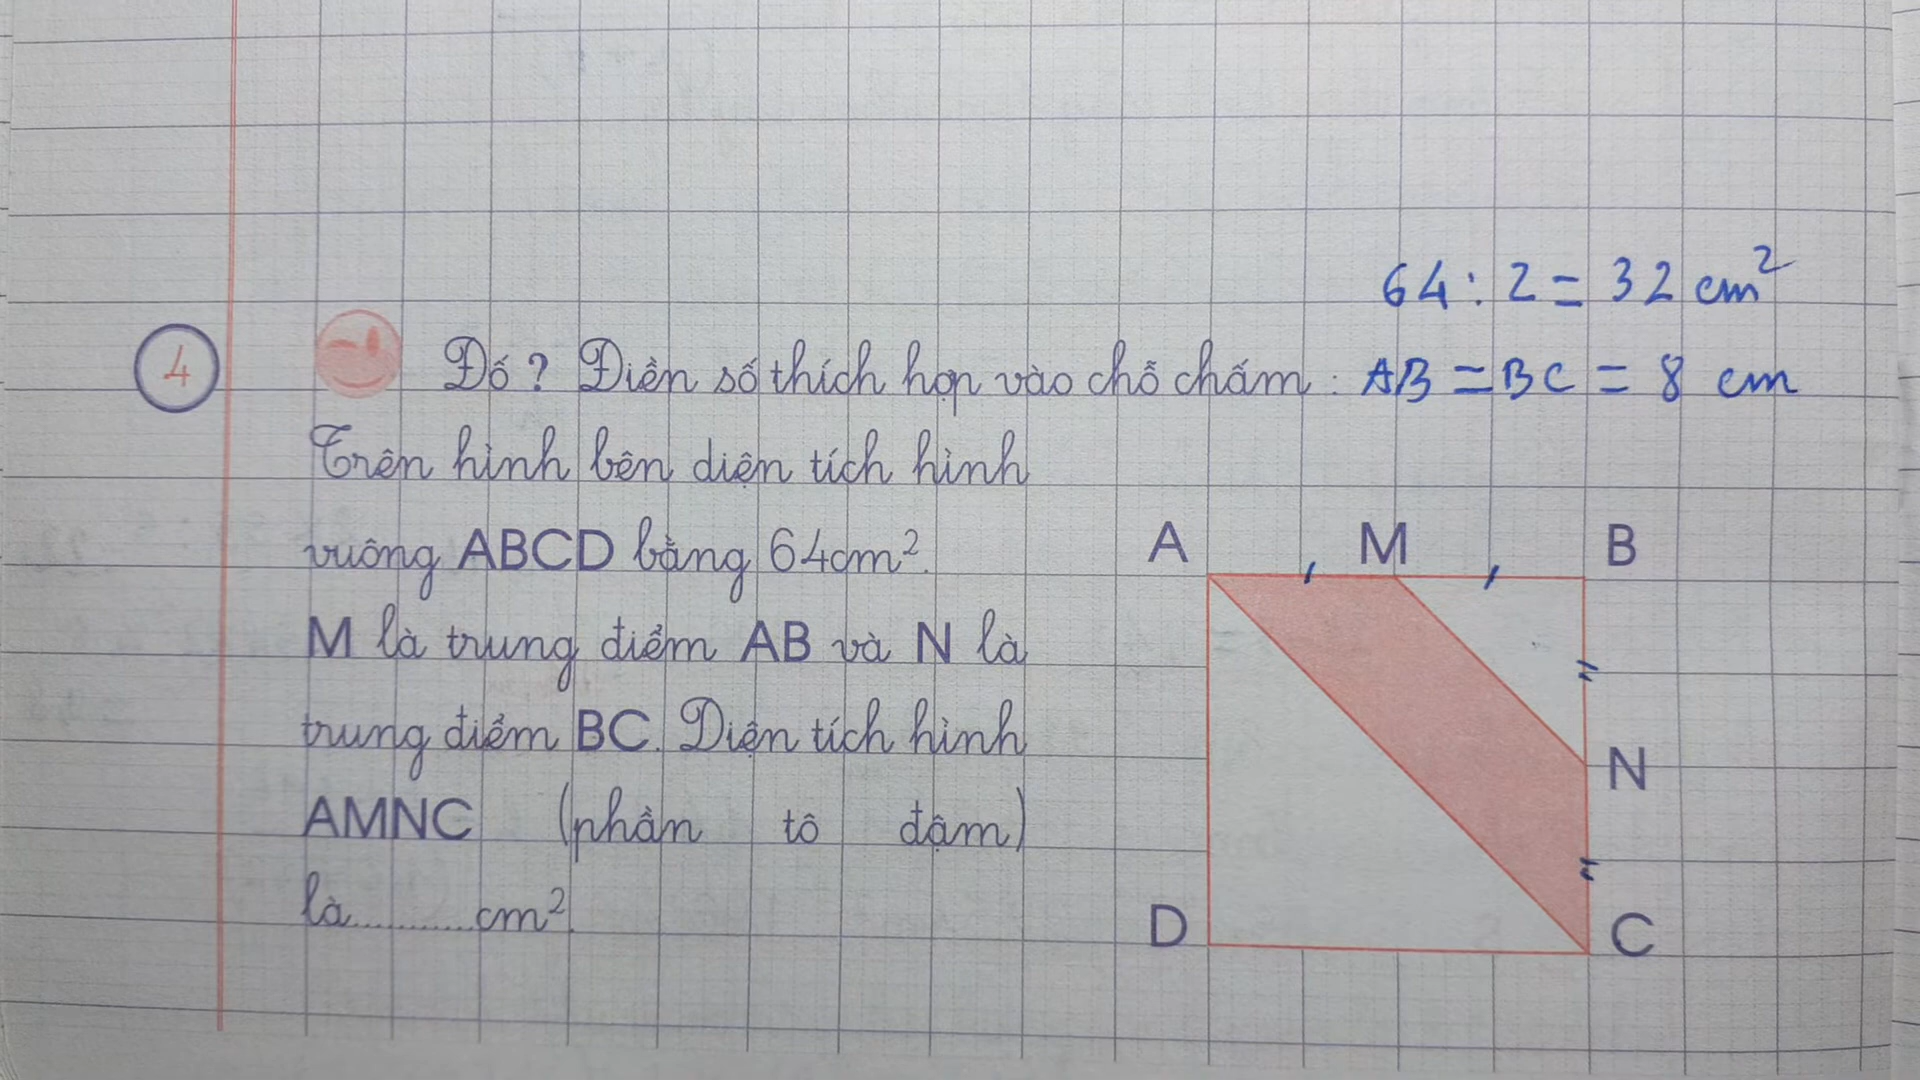 64 : 2 = 32 cm²
4 Đố? Điền số thích hợp vào chỗ chấm: AB = BC = 8 cm
Trên hình bên diện tích hình
vuông ABCD bằng 64cm².
M là trung điểm AB và N là
trung điểm BC. Diện tích hình
AMNC (phần tô đậm)
là...........cm².
A M B
N
D C